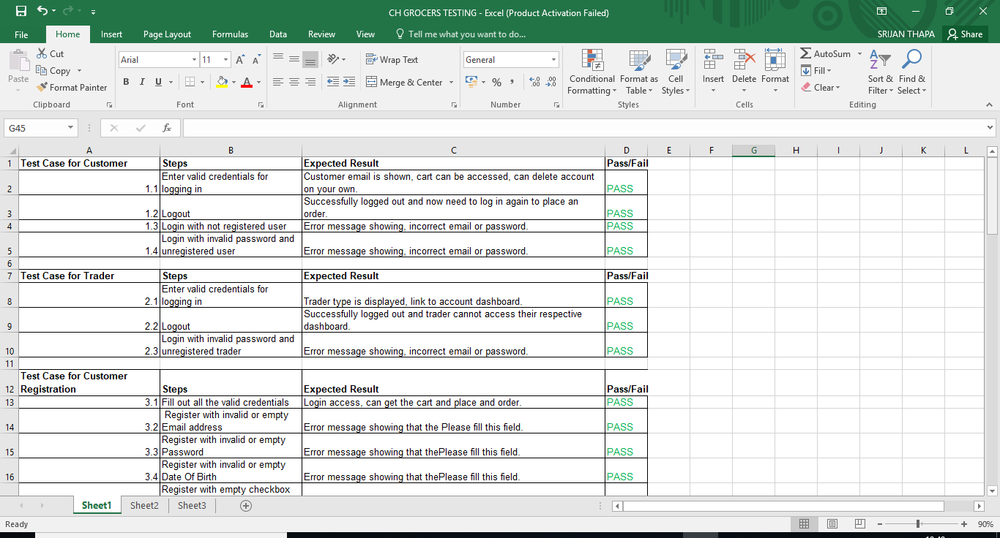 CH GROCERS TESTING - Excel (Product Activation Failed)
File Home Insert Page Layout Formulas Data Review View Tell me what you want to do... SRIJAN THAPA Share
Paste Cut
Copy
Format Painter
Clipboard
Arial 11 A A
B I U A
Font
Wrap Text
Merge & Center
Alignment
General
% ,
Number
Conditional Formatting
Format as Table
Cell Styles
Styles
Insert Delete Format
Cells
AutoSum
Fill
Clear
Sort & Filter
Find & Select
Editing
G45 fx
A B C D E F G H I J K L
1 Test Case for Customer Steps Expected Result Pass/Fail
Enter valid credentials for Customer email is shown, cart can be accessed, can delete account
2 1.1 logging in on your own. PASS
Successfully logged out and now need to log in again to place an
3 1.2 Logout order. PASS
4 1.3 Login with not registered user Error message showing, incorrect email or password. PASS
Login with invalid password and
5 1.4 unregistered user Error message showing, incorrect email or password. PASS
6
7 Test Case for Trader Steps Expected Result Pass/Fail
Enter valid credentials for
8 2.1 logging in Trader type is displayed, link to account dashboard. PASS
Successfully logged out and trader cannot access their respective
9 2.2 Logout dashboard. PASS
Login with invalid password and
10 2.3 unregistered trader Error message showing, incorrect email or password. PASS
11
Test Case for Customer
12 Registration Steps Expected Result Pass/Fail
13 3.1 Fill out all the valid credentials Login access, can get the cart and place and order. PASS
Register with invalid or empty
14 3.2 Email address Error message showing that the Please fill this field. PASS
Register with invalid or empty
15 3.3 Password Error message showing that thePlease fill this field. PASS
Register with invalid or empty
16 3.4 Date Of Birth Error message showing that thePlease fill this field. PASS
Register with empty checkbox
Sheet1 Sheet2 Sheet3
Ready 90%